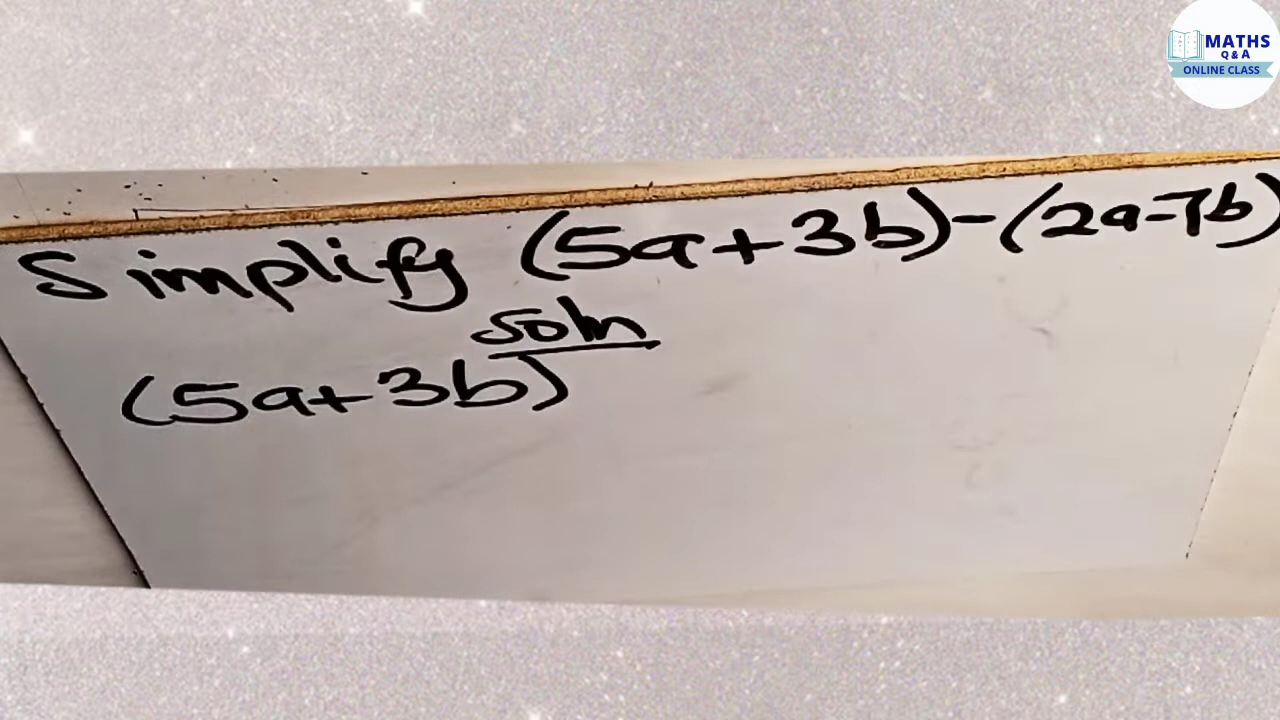 MATHS
Q & A
ONLINE CLASS
Simplify (5a+3b)-(2a-7b)
soln
(5a+3b)